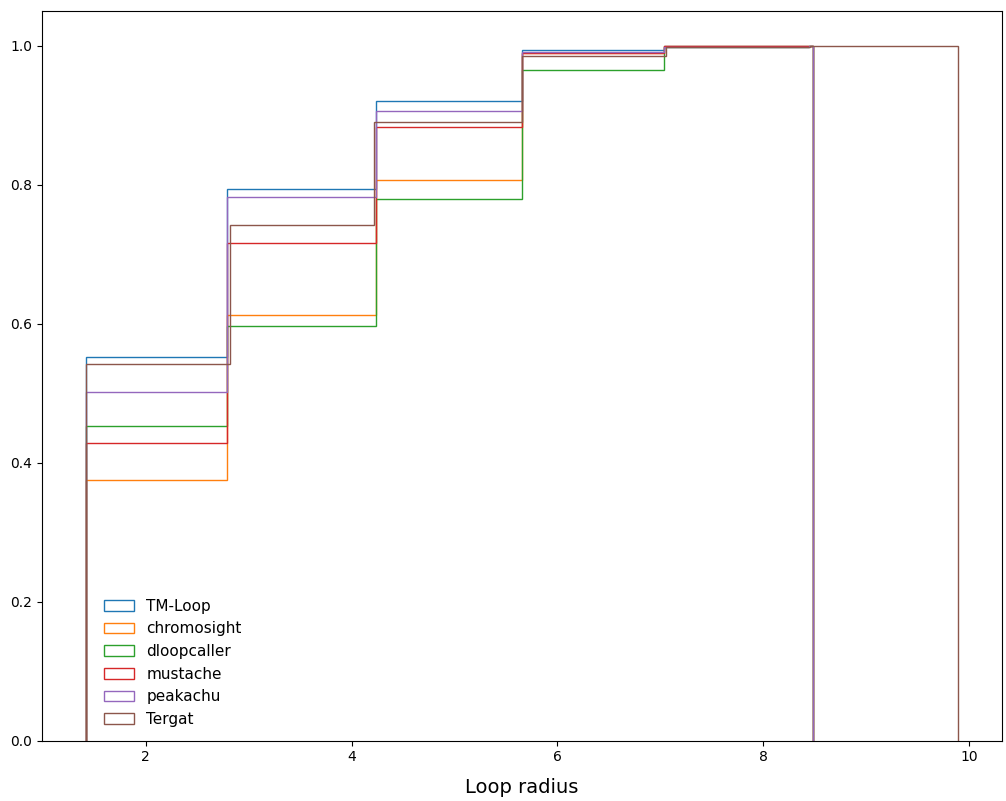 1.0
0.8
0.6
0.4
0.2
0.0
TM-Loop
chromosight
dloopcaller
mustache
peakachu
Tergat
2 4 6 8 10
Loop radius